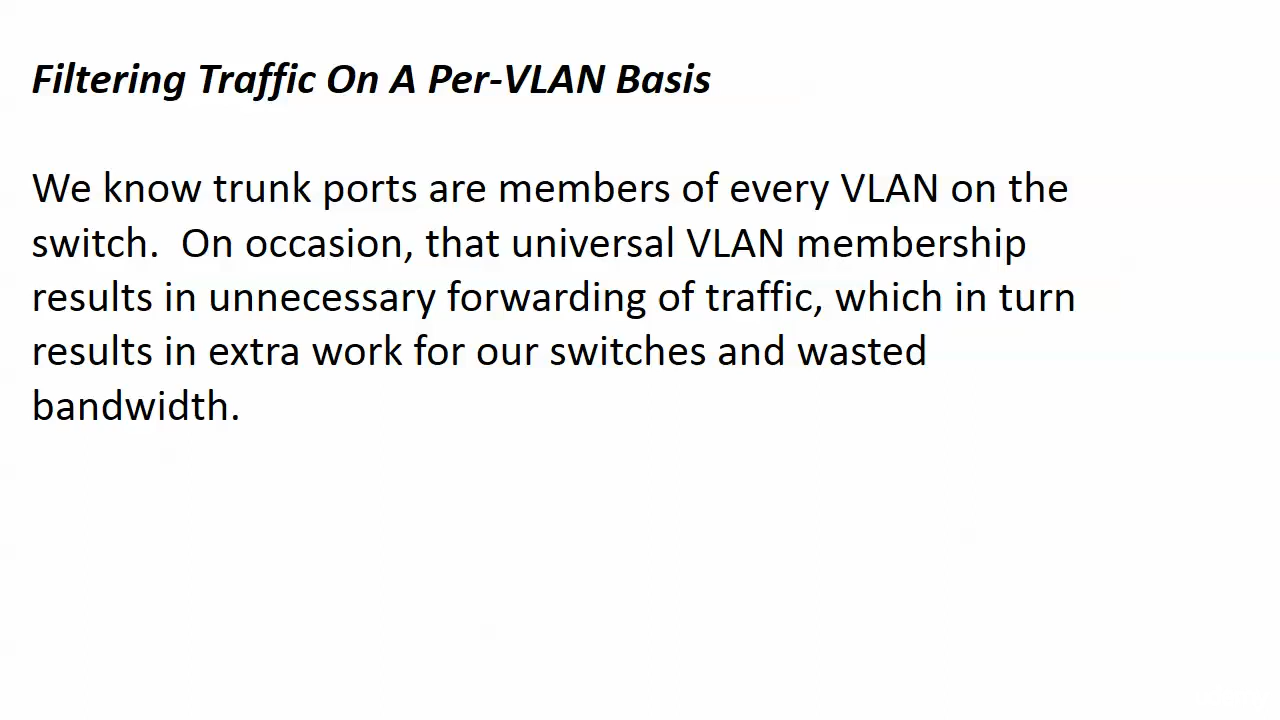 Filtering Traffic On A Per-VLAN Basis
We know trunk ports are members of every VLAN on the
switch.  On occasion, that universal VLAN membership
results in unnecessary forwarding of traffic, which in turn
results in extra work for our switches and wasted
bandwidth.